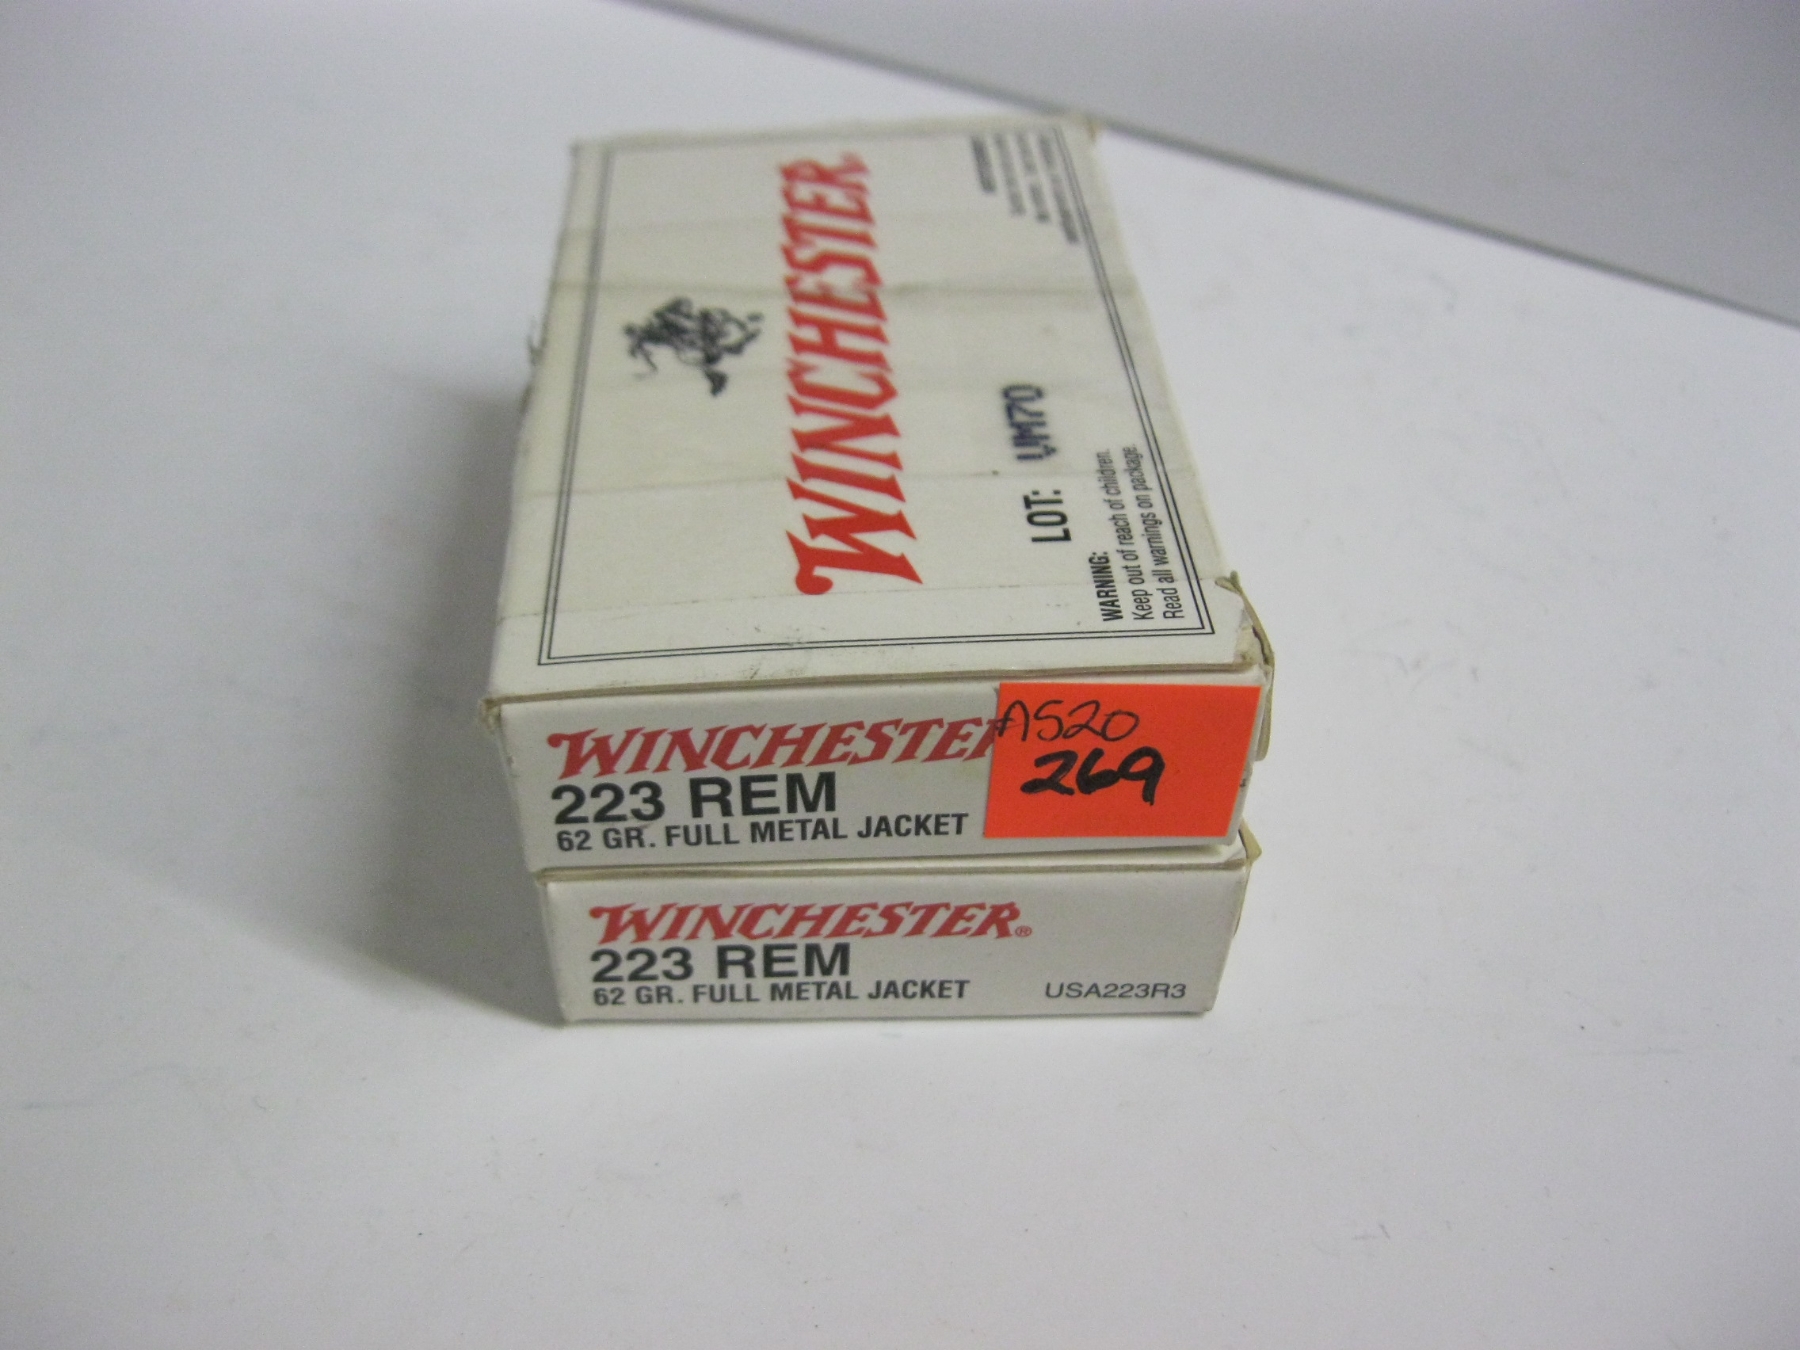 WINCHESTER
LOT: UM70
WARNING:
Keep out of reach of children.
Read all warnings on package.
WINCHESTER
A520
269
223 REM
62 GR. FULL METAL JACKET
WINCHESTER®
223 REM
62 GR. FULL METAL JACKET
USA223R3